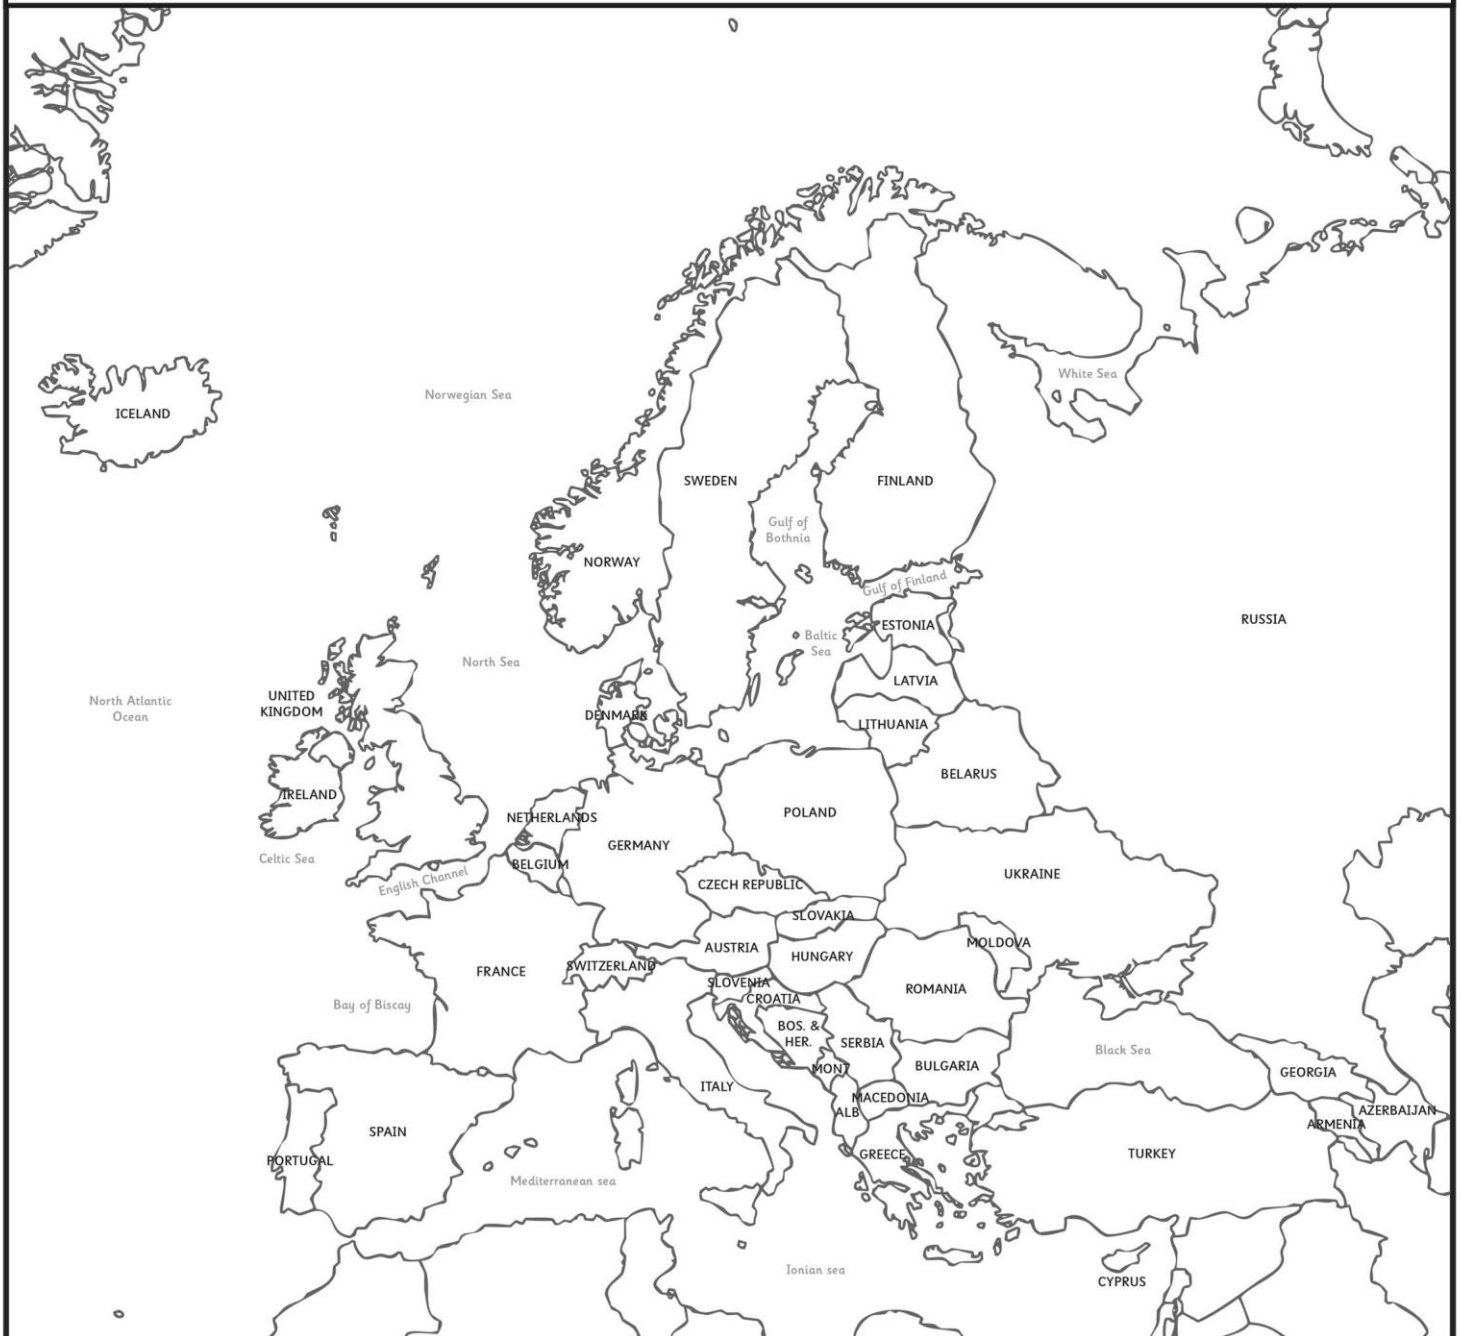 ICELAND
Norwegian Sea
White Sea
SWEDEN
FINLAND
Gulf of
Bothnia
NORWAY
Gulf of Finland
RUSSIA
ESTONIA
Baltic
Sea
North Sea
LATVIA
UNITED
KINGDOM
North Atlantic
Ocean
DENMARK
LITHUANIA
BELARUS
IRELAND
NETHERLANDS
POLAND
GERMANY
Celtic Sea
BELGIUM
English Channel
UKRAINE
CZECH REPUBLIC
SLOVAKIA
MOLDOVA
AUSTRIA
HUNGARY
FRANCE
SWITZERLAND
SLOVENIA
ROMANIA
CROATIA
Bay of Biscay
BOS. &
HER.
SERBIA
Black Sea
MONT
BULGARIA
GEORGIA
ITALY
MACEDONIA
ALB
AZERBAIJAN
ARMENIA
SPAIN
GREECE
TURKEY
PORTUGAL
Mediterranean sea
Ionian sea
CYPRUS